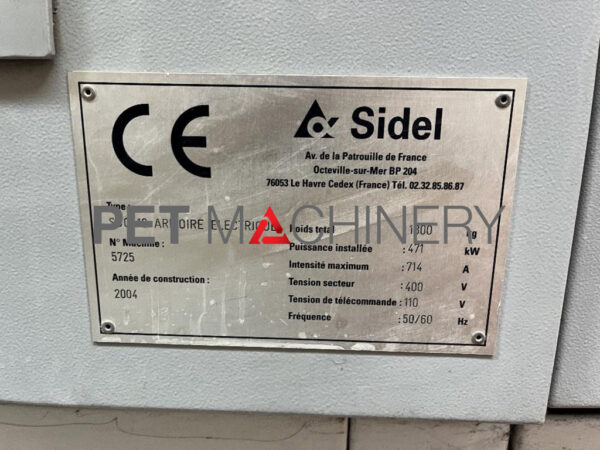 CE
Sidel
Av. de la Patrouille de France
Octeville-sur-Mer BP 204
76053 Le Havre Cedex (France) Tél. 02.32.85.86.87
Type :
ARMOIRE ELECTRIQUE
PET MACHINERY
N° Machine :
5725
Année de construction :
2004
Poids total 1800 kg
Puissance installée : 471 kW
Intensité maximum : 714 A
Tension secteur : 400 V
Tension de télécommande : 110 V
Fréquence : 50/60 Hz